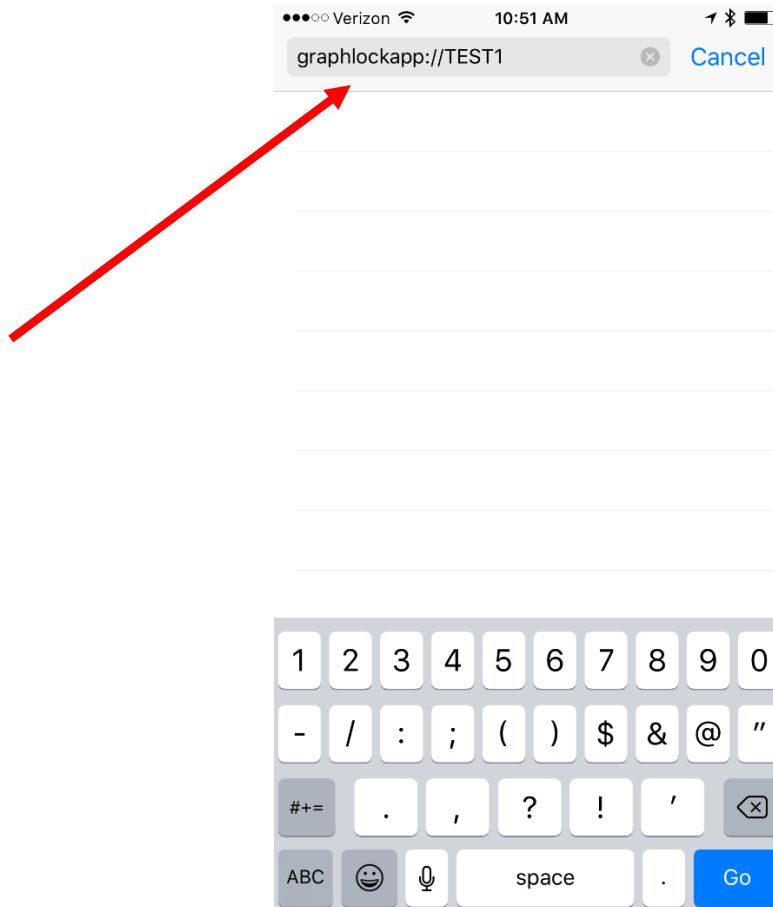 Verizon 10:51 AM
graphlockapp://TEST1 Cancel
1 2 3 4 5 6 7 8 9 0
- / : ; ( ) $ & @ "
#+= . , ? ! '
ABC space . Go